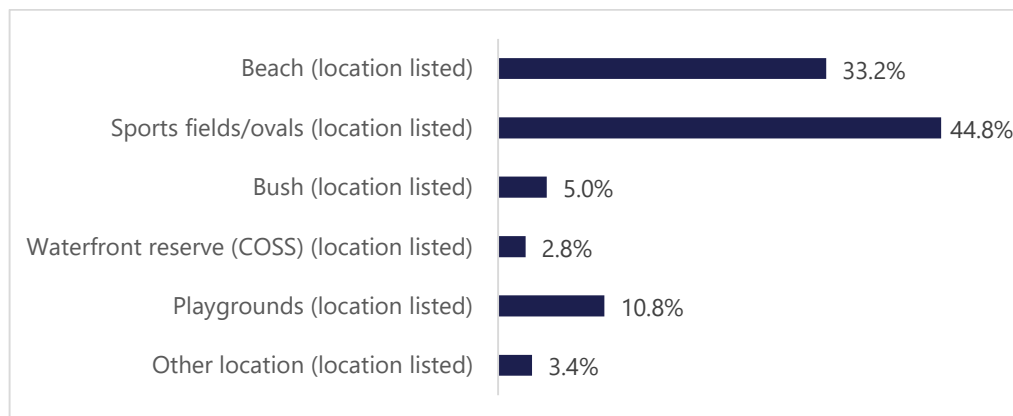 Beach (location listed) 33.2%
Sports fields/ovals (location listed) 44.8%
Bush (location listed) 5.0%
Waterfront reserve (COSS) (location listed) 2.8%
Playgrounds (location listed) 10.8%
Other location (location listed) 3.4%